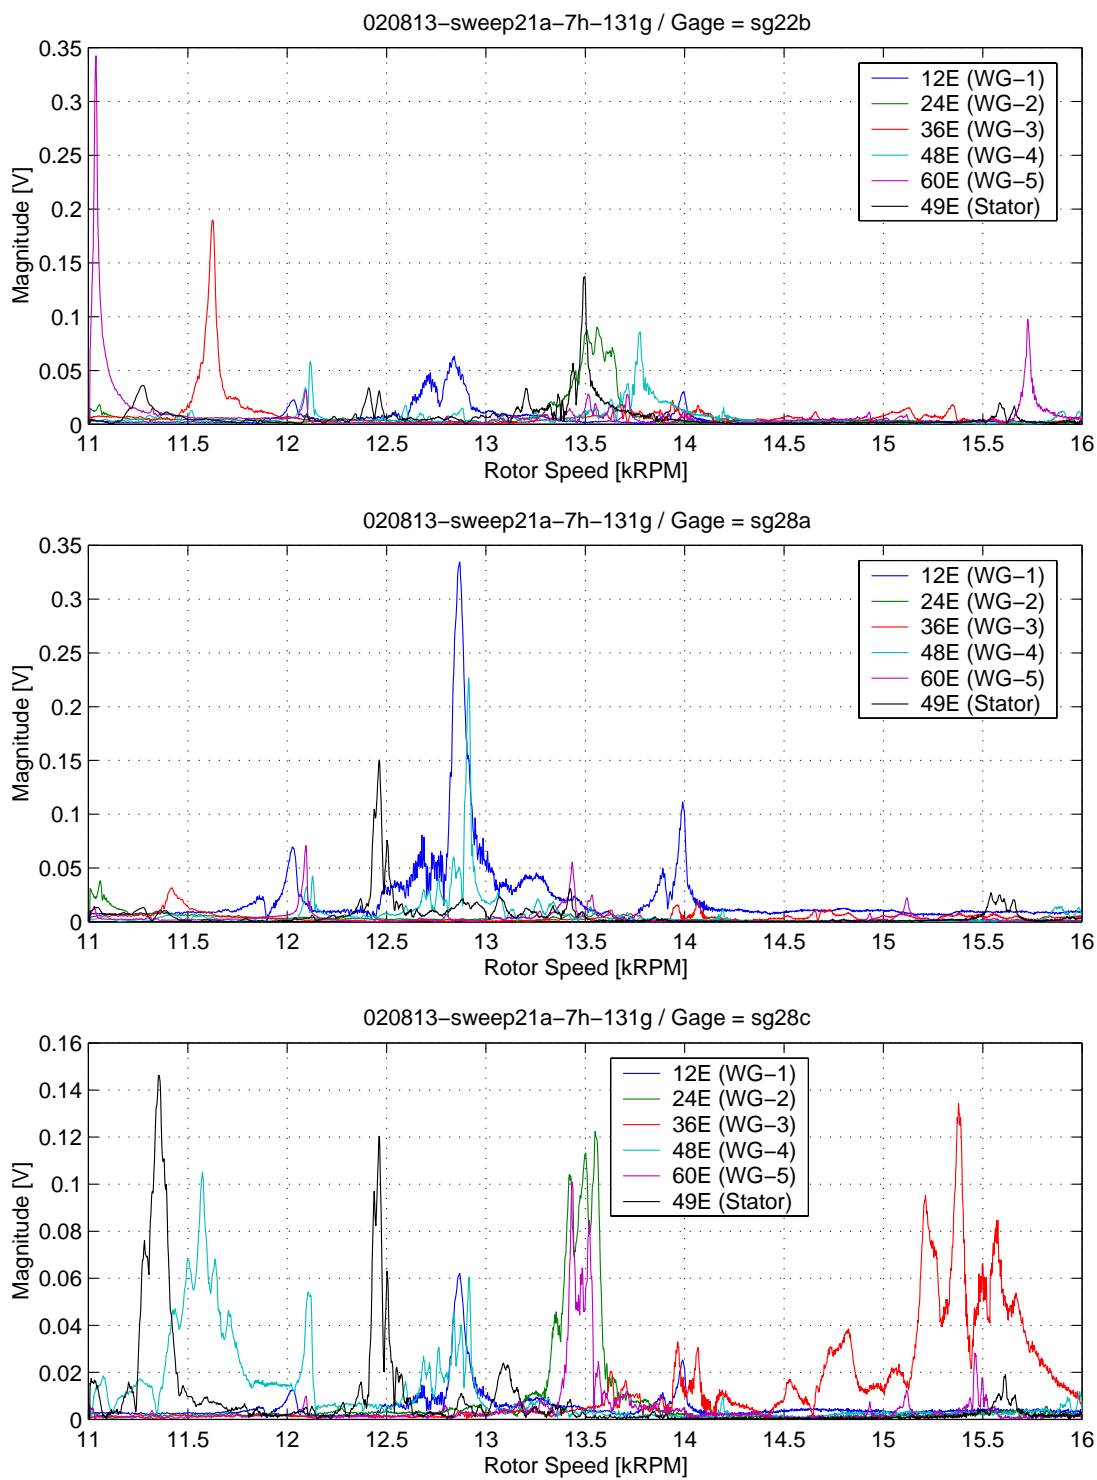 020813−sweep21a−7h−131g / Gage = sg22b
0.35
0.3
0.25
0.2
0.15
0.1
0.05
0
Magnitude [V]
12E (WG−1)
24E (WG−2)
36E (WG−3)
48E (WG−4)
60E (WG−5)
49E (Stator)
11 11.5 12 12.5 13 13.5 14 14.5 15 15.5 16
Rotor Speed [kRPM]
020813−sweep21a−7h−131g / Gage = sg28a
0.35
0.3
0.25
0.2
0.15
0.1
0.05
0
Magnitude [V]
12E (WG−1)
24E (WG−2)
36E (WG−3)
48E (WG−4)
60E (WG−5)
49E (Stator)
11 11.5 12 12.5 13 13.5 14 14.5 15 15.5 16
Rotor Speed [kRPM]
020813−sweep21a−7h−131g / Gage = sg28c
0.16
0.14
0.12
0.1
0.08
0.06
0.04
0.02
0
Magnitude [V]
12E (WG−1)
24E (WG−2)
36E (WG−3)
48E (WG−4)
60E (WG−5)
49E (Stator)
11 11.5 12 12.5 13 13.5 14 14.5 15 15.5 16
Rotor Speed [kRPM]